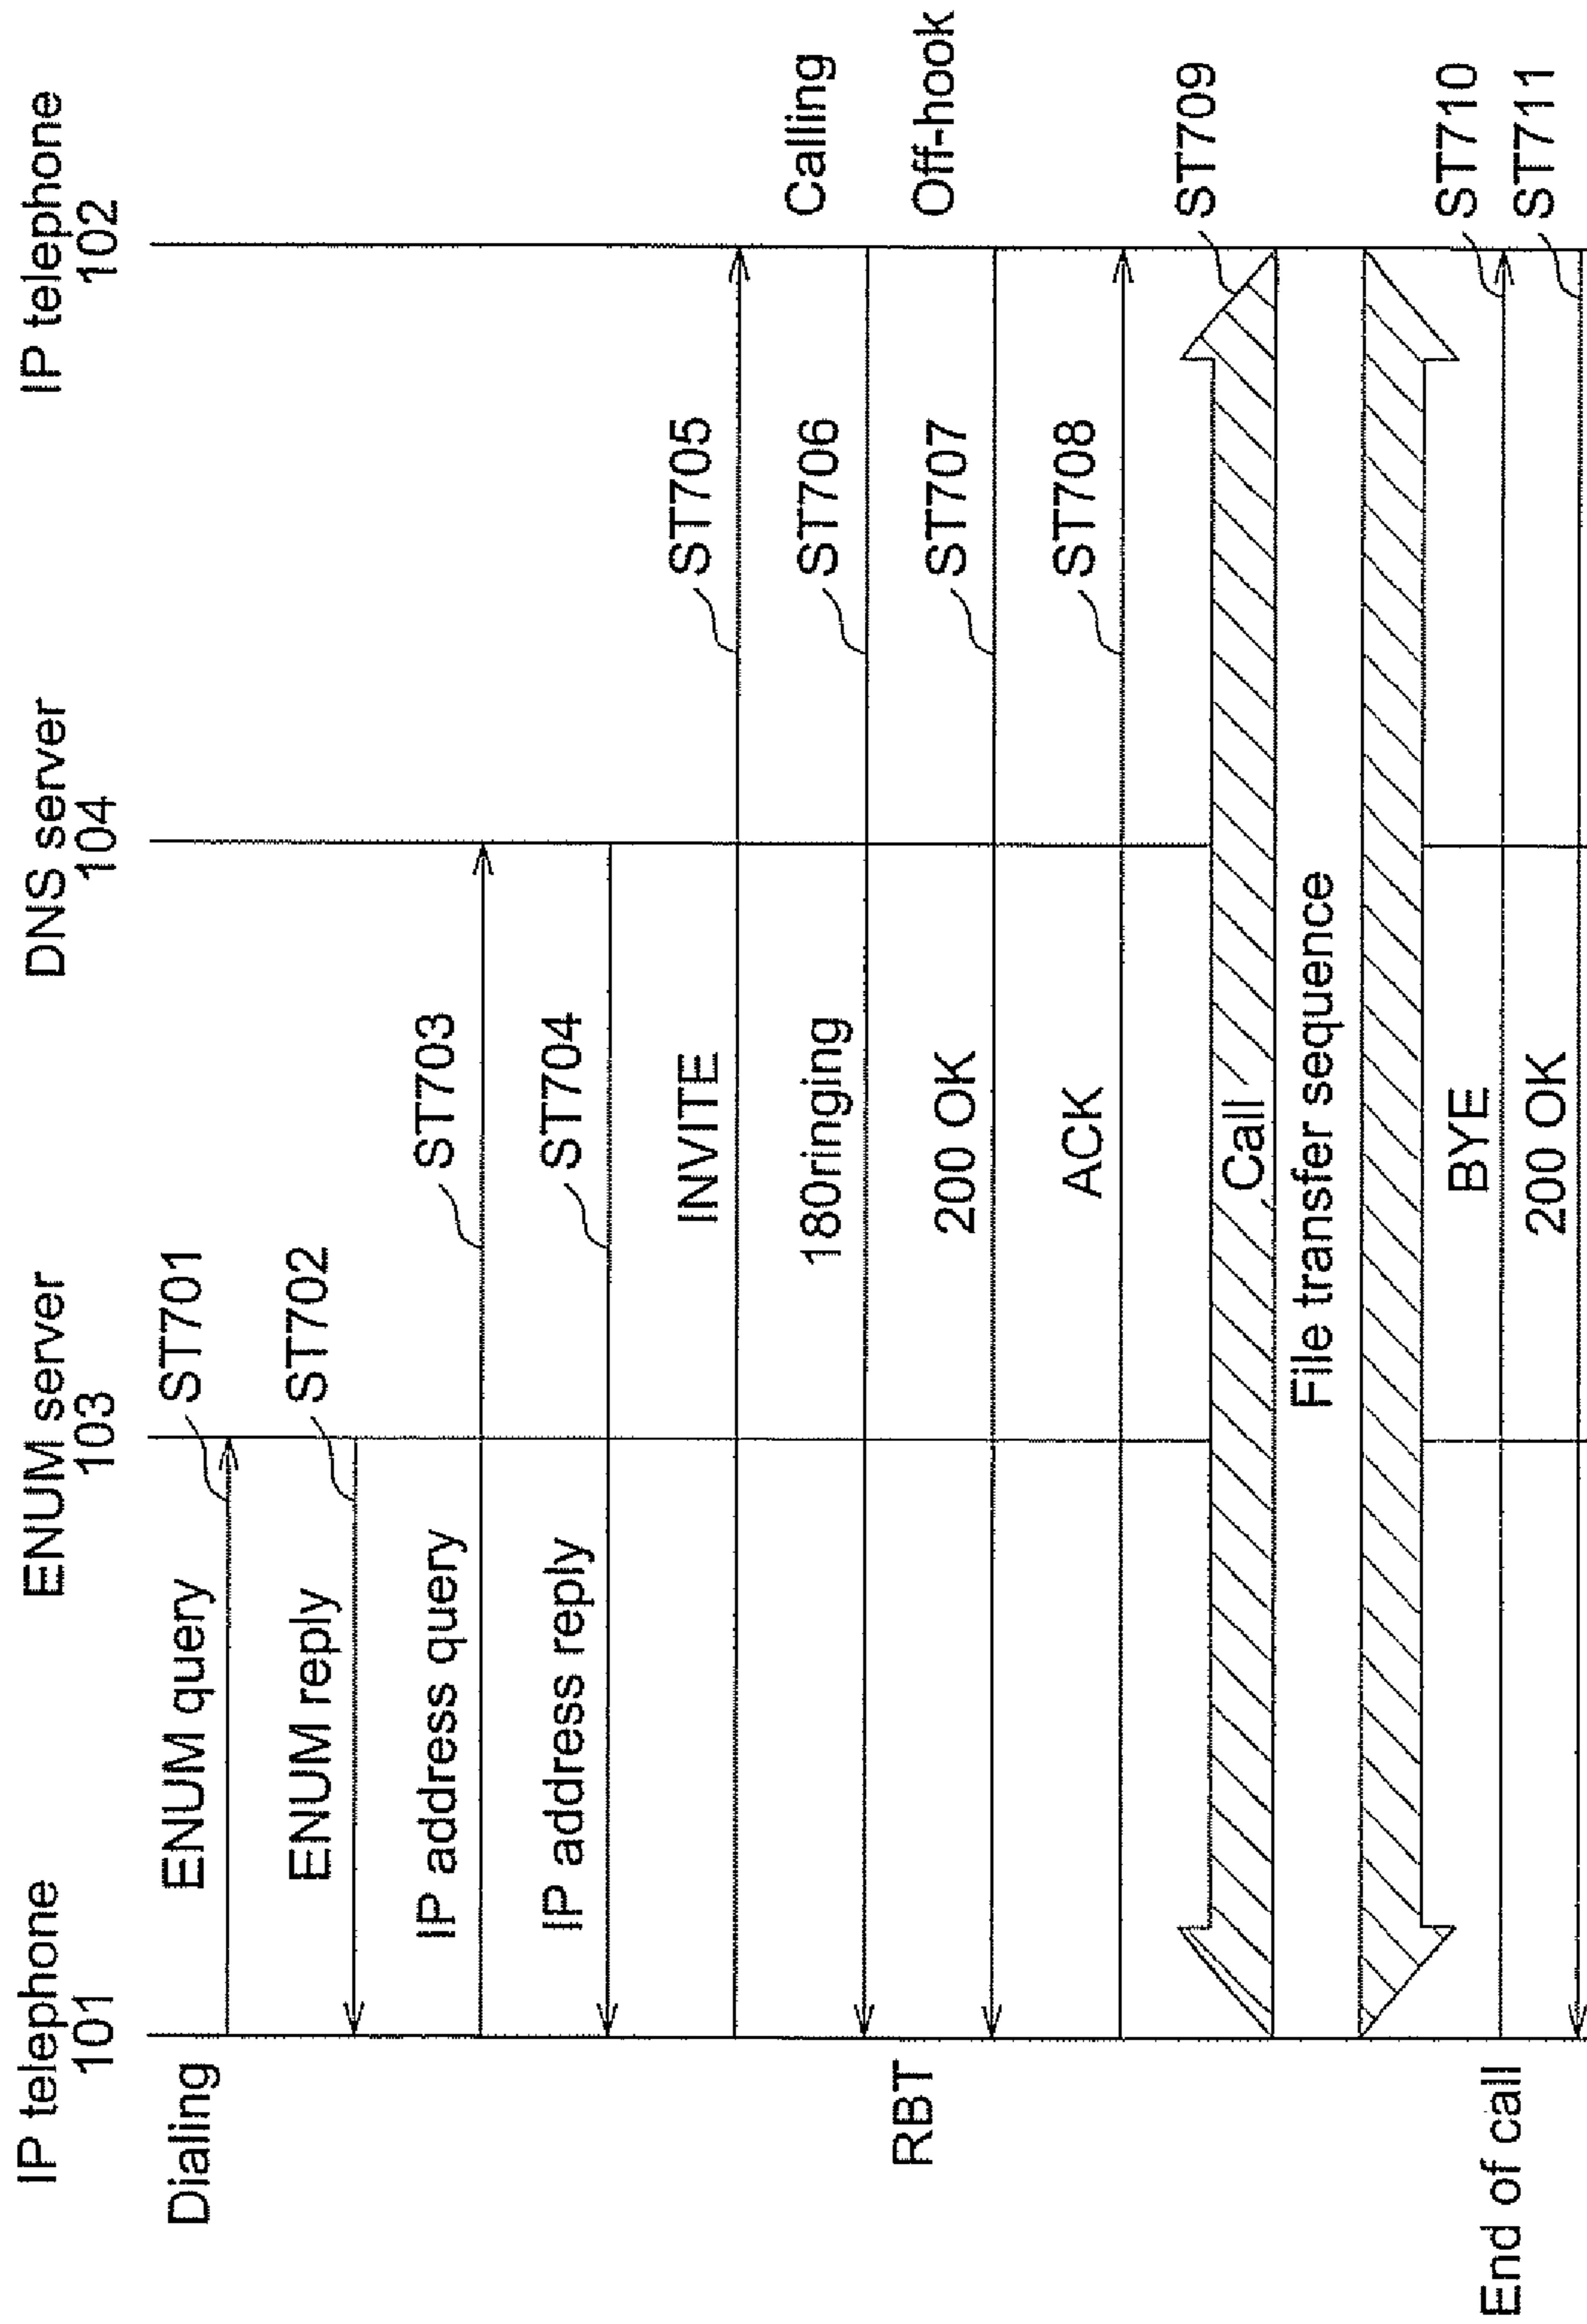 IP telephone
101
ENUM server
103
DNS server
104
IP telephone
102
Dialing
ENUM query
ST701
ENUM reply
ST702
IP address query
ST703
IP address reply
ST704
INVITE
ST705
180ringing
ST706
Calling
RBT
200 OK
ST707
Off-hook
ACK
ST708
Call
ST709
File transfer sequence
End of call
BYE
ST710
200 OK
ST711